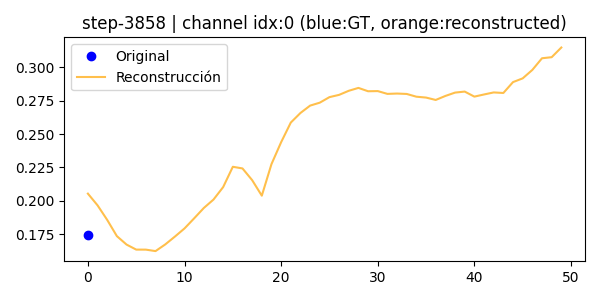 step-3858 | channel idx:0 (blue:GT, orange:reconstructed)
Original
Reconstrucción
0.300
0.275
0.250
0.225
0.200
0.175
0 10 20 30 40 50